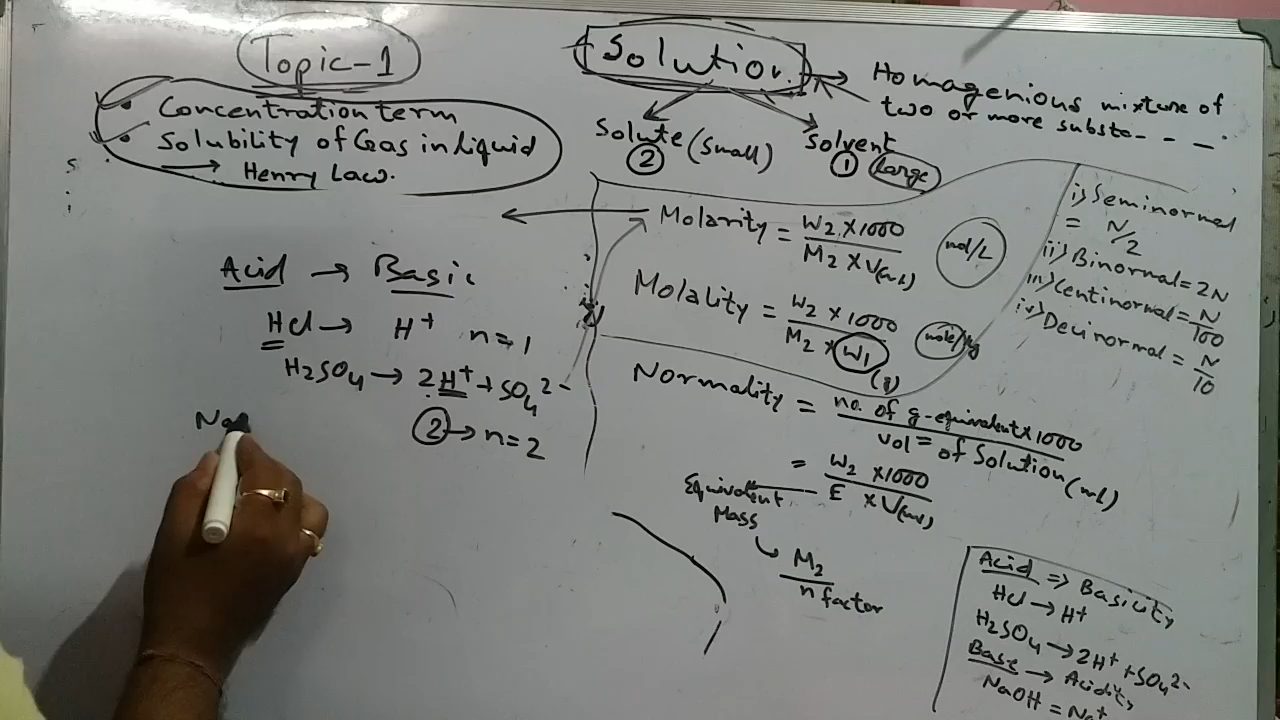 Topic-1
• Concentration term
• Solubility of Gas in liquid
→ Henry Law.
Solution. → Homogenious mixture of
two or more substa- - -
Solute (small)
②
Solvent
① Large
Molarity = W2 × 1000 / M2 × V(ml)
mol/L
Molality = W2 × 1000 / M2 × W1 (g)
mole/kg
Normality = no. of g-equivalent × 1000 / vol = of Solution (ml)
= W2 × 1000 / E × V(ml)
Equivalent
Mass
M2 / n factor
i) Seminormal
= N/2
ii) Binormal = 2N
iii) Centinormal = N/100
iv) Decinormal = N/10
Acid → Basic
HCl → H+ n=1
H2SO4 → 2H+ + SO4 2-
② → n=2
Na
N
Acid ⇒ Basicity
HCl → H+
H2SO4 → 2H+ + SO4 2-
Base → Acidity
NaOH = Na+